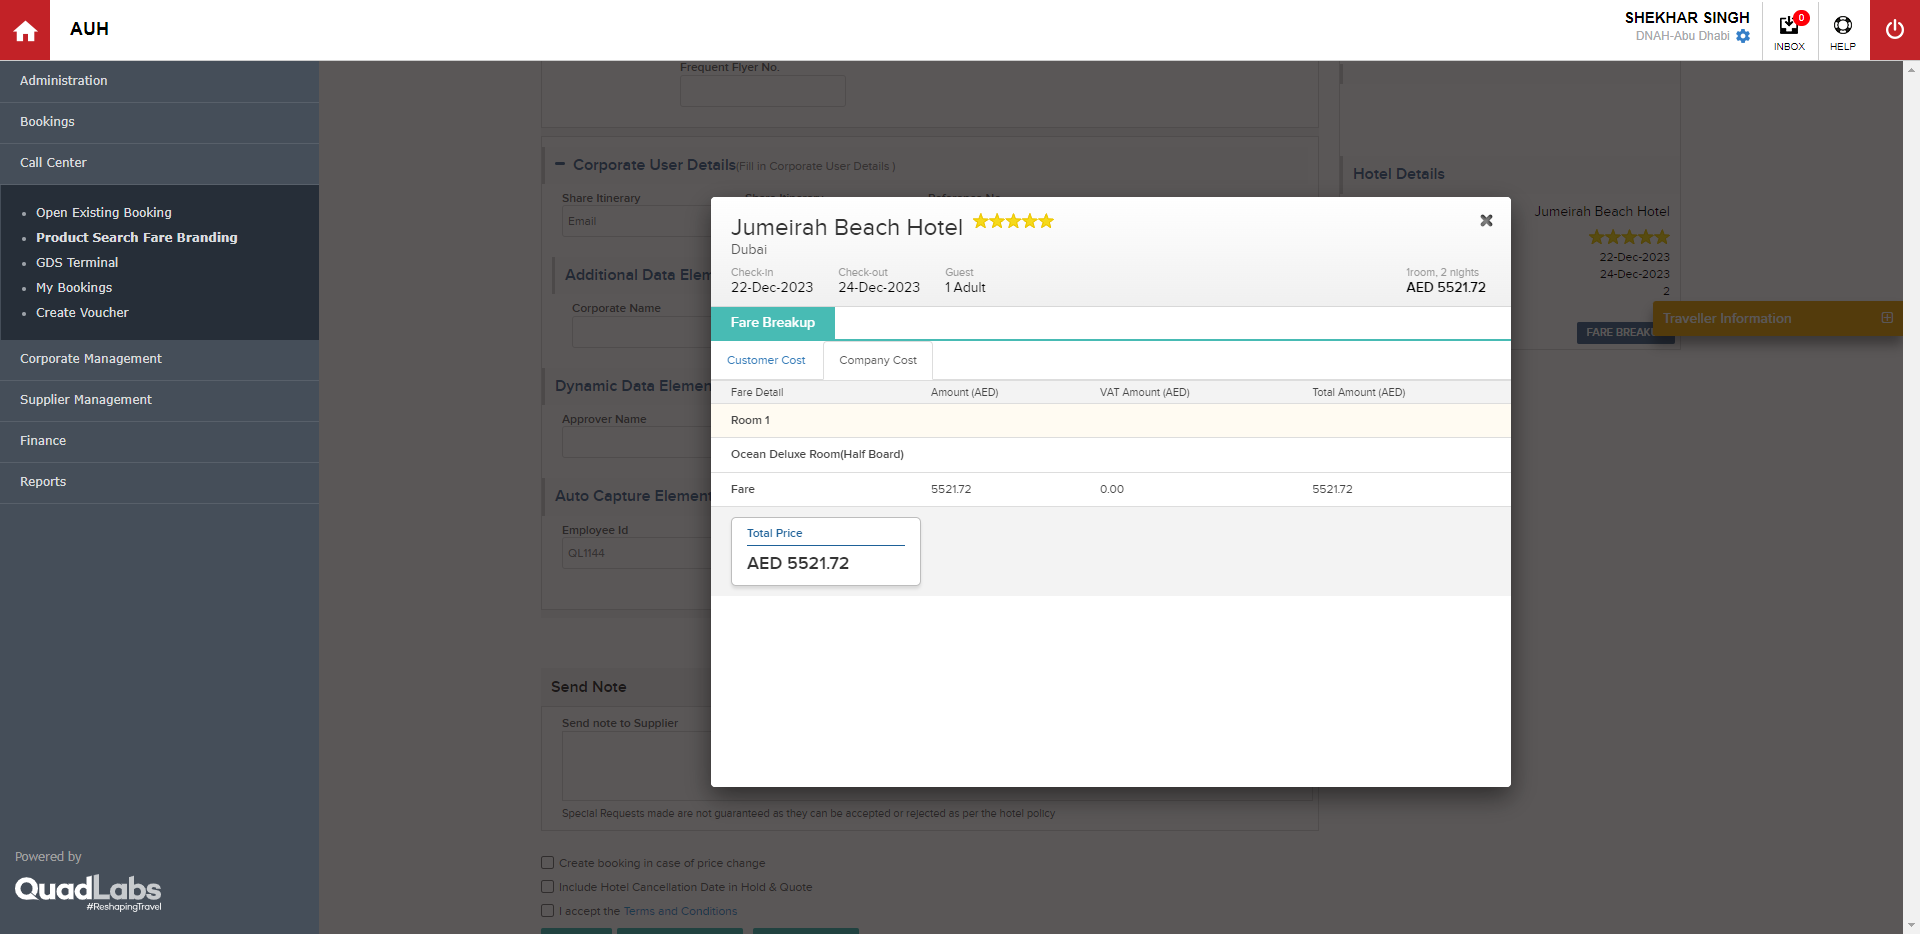 AUH
SHEKHAR SINGH
DNAH-Abu Dhabi
0
INBOX
HELP
Administration
Bookings
Call Center
Open Existing Booking
Product Search Fare Branding
GDS Terminal
My Bookings
Create Voucher
Corporate Management
Supplier Management
Finance
Reports
Powered by
QuadLabs
#ReshapingTravel
Frequent Flyer No.
Corporate User Details(Fill in Corporate User Details )
Share Itinerary
Email
Additional Data Elem
Corporate Name
Dynamic Data Elemen
Approver Name
Auto Capture Element
Employee Id
QL1144
Send Note
Send note to Supplier
Special Requests made are not guaranteed as they can be accepted or rejected as per the hotel policy
Create booking in case of price change
Include Hotel Cancellation Date in Hold & Quote
I accept the Terms and Conditions
Jumeirah Beach Hotel
Dubai
Check-in
22-Dec-2023
Check-out
24-Dec-2023
Guest
1 Adult
1room, 2 nights
AED 5521.72
Fare Breakup
Customer Cost
Company Cost
Fare Detail Amount (AED) VAT Amount (AED) Total Amount (AED)
Room 1
Ocean Deluxe Room(Half Board)
Fare 5521.72 0.00 5521.72
Total Price
AED 5521.72
Hotel Details
Jumeirah Beach Hotel
22-Dec-2023
24-Dec-2023
2
FARE BREAK
Traveller Information